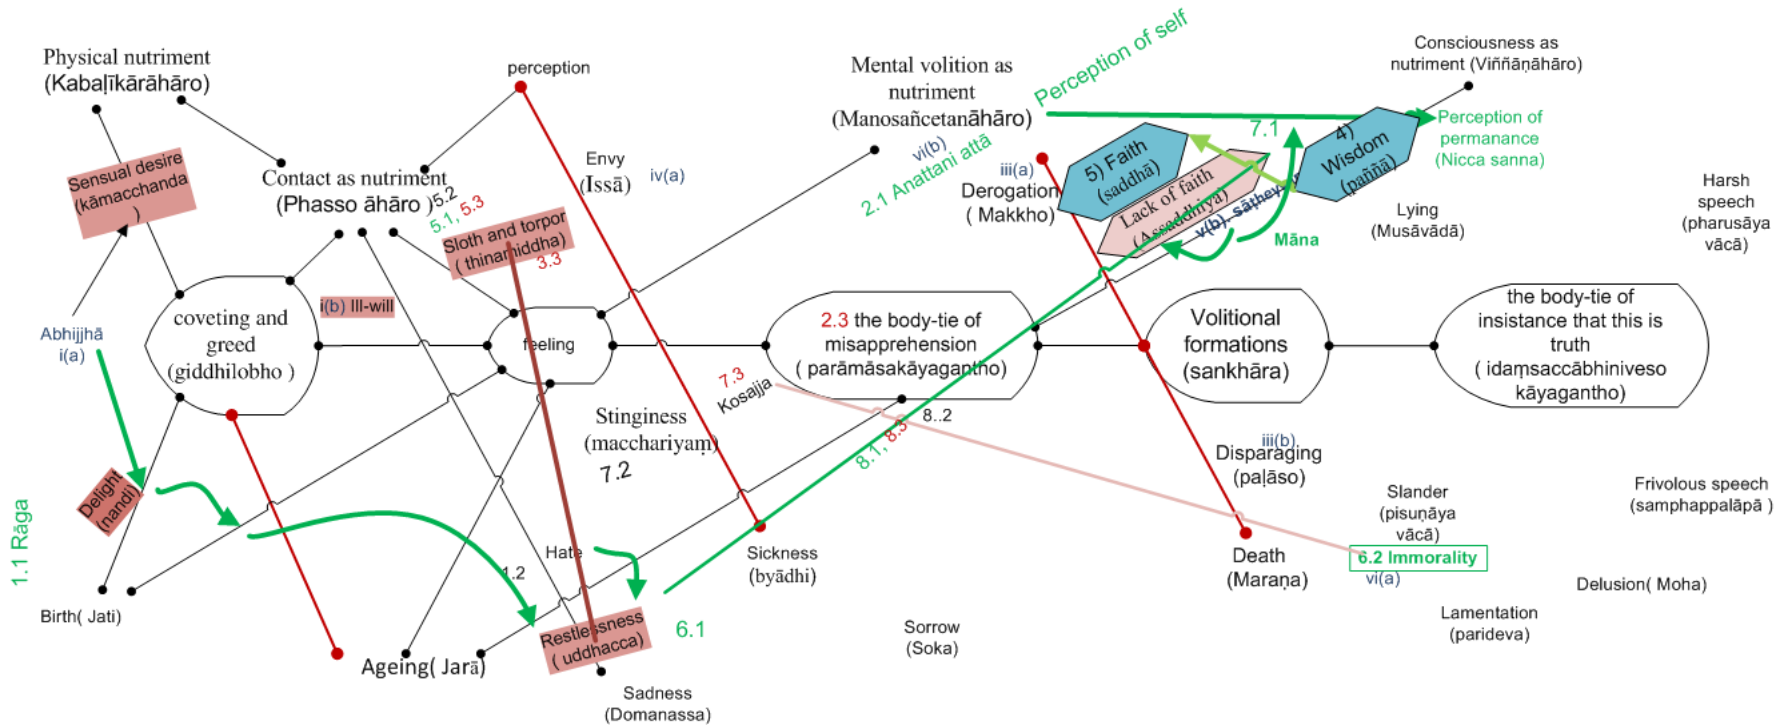 Physical nutriment
(Kabaḷīkārāhāro)
perception
Mental volition as
nutriment
(Manosañcetanāhāro)
Perception of self
Consciousness as
nutriment (Viññāṇāhāro)
Perception of
permanance
(Nicca sanna)
7.1
4)
Wisdom
(paññā)
5) Faith
(saddhā)
Lack of faith
(Assaddhiya)
v(b). sāṭhey
Māna
Sensual desire
(kāmacchanda
)
Contact as nutriment
(Phasso āhāro )
5.2
5.1, 5.3
Sloth and torpor
( thinamiddha)
3.3
Envy
(Issā)
iv(a)
vi(b)
2.1 Anattani attā
iii(a)
Derogation
( Makkho)
Lying
(Musāvādā)
Harsh
speech
(pharusāya
vācā)
Abhijjhā
i(a)
coveting and
greed
(giddhilobho )
i(b) Ill-will
feeling
2.3 the body-tie of
misapprehension
( parāmāsakāyagantho)
Volitional
formations
(sankhāra)
the body-tie of
insistance that this is
truth
( idaṃsaccābhiniveso
kāyagantho)
7.3
Kosajja
Stinginess
(macchariyaṃ)
7.2
8..2
8.1, 8.3
iii(b)
Disparaging
(paḷāso)
Delight
(nandi)
1.1 Rāga
Hate
1.2
Sickness
(byādhi)
Death
(Maraṇa)
Slander
(pisuṇāya
vācā)
6.2 Immorality
vi(a)
Frivolous speech
(samphappalāpā )
Delusion( Moha)
Lamentation
(parideva)
Birth( Jati)
Ageing( Jarā)
Restlessness
( uddhacca)
6.1
Sadness
(Domanassa)
Sorrow
(Soka)